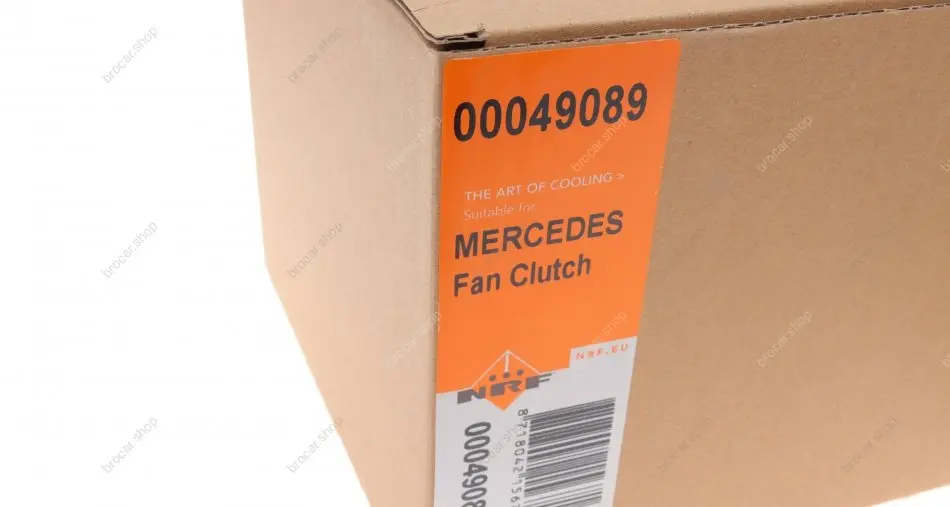 00049089
THE ART OF COOLING >
Suitable for
MERCEDES
Fan Clutch
NRF.EU
NRF
brocar.shop